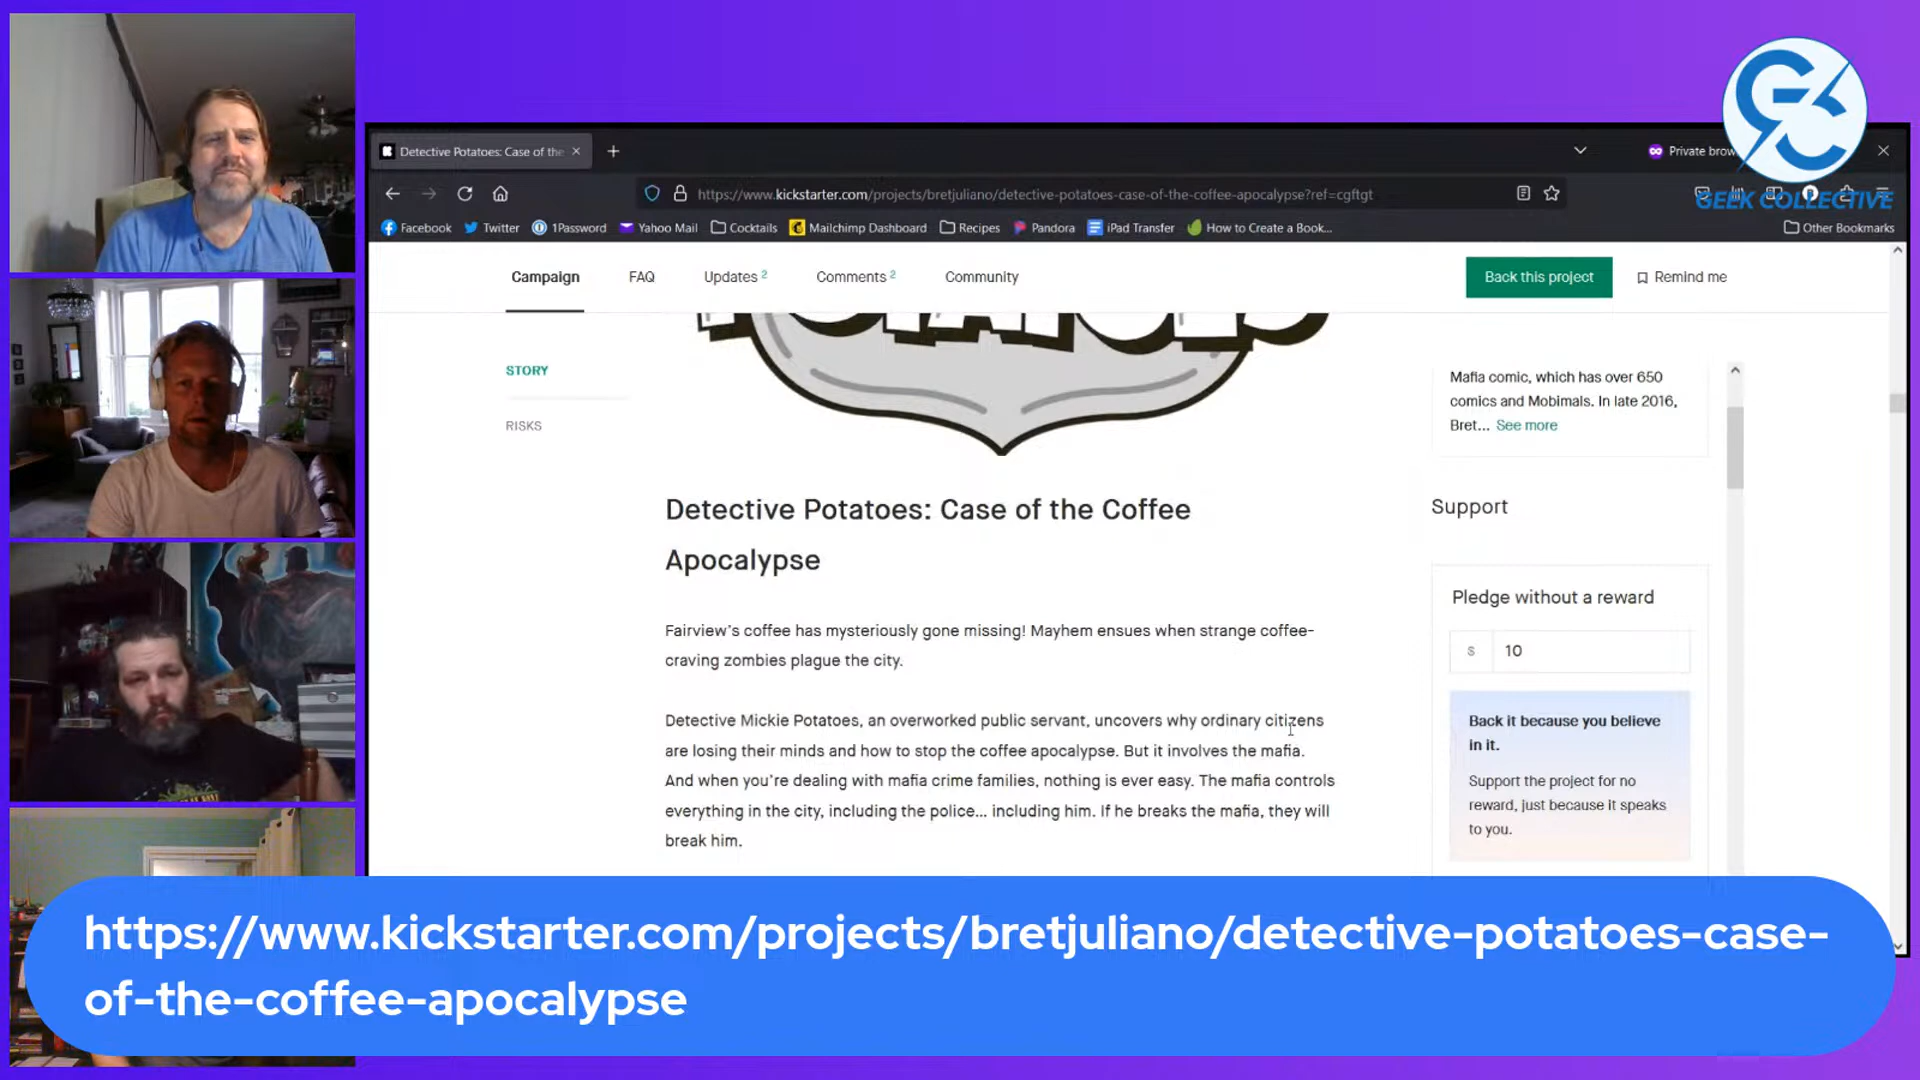 GEEK COLLECTIVE
Detective Potatoes: Case of the
https://www.kickstarter.com/projects/bretjuliano/detective-potatoes-case-of-the-coffee-apocalypse?ref=cgftgt
Facebook Twitter 1Password Yahoo Mail Cocktails Mailchimp Dashboard Recipes Pandora iPad Transfer How to Create a Book... Other Bookmarks
Campaign FAQ Updates 2 Comments 2 Community Back this project Remind me
STORY
RISKS
Detective Potatoes: Case of the Coffee
Apocalypse
Fairview's coffee has mysteriously gone missing! Mayhem ensues when strange coffee-
craving zombies plague the city.
Detective Mickie Potatoes, an overworked public servant, uncovers why ordinary citizens
are losing their minds and how to stop the coffee apocalypse. But it involves the mafia.
And when you're dealing with mafia crime families, nothing is ever easy. The mafia controls
everything in the city, including the police... including him. If he breaks the mafia, they will
break him.
Mafia comic, which has over 650
comics and Mobimals. In late 2016,
Bret... See more
Support
Pledge without a reward
$ 10
Back it because you believe
in it.
Support the project for no
reward, just because it speaks
to you.
https://www.kickstarter.com/projects/bretjuliano/detective-potatoes-case-
of-the-coffee-apocalypse